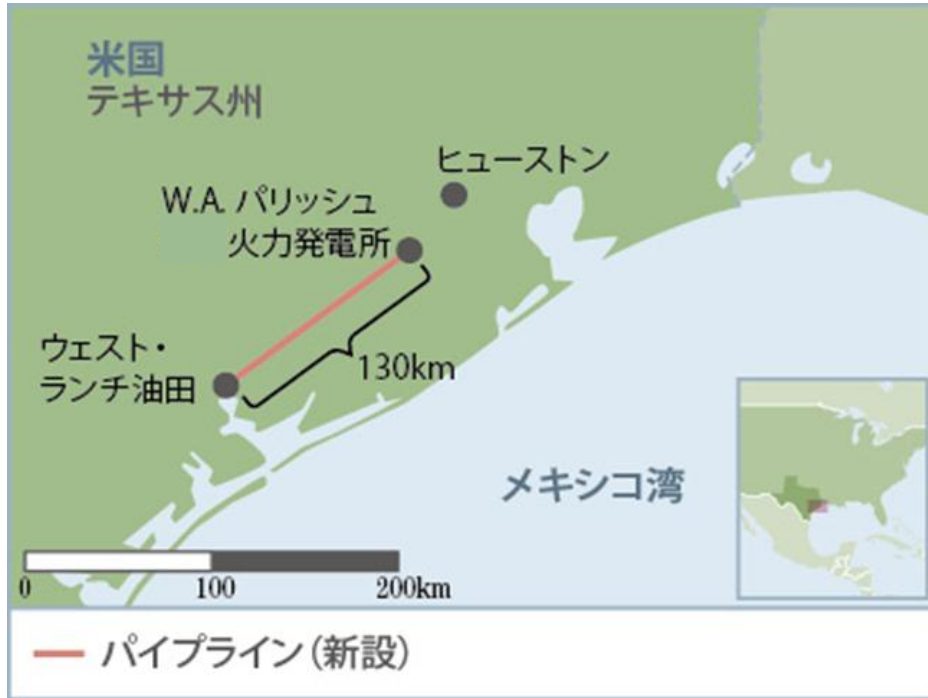 米国
テキサス州
ヒューストン
W.A. パリッシュ
火力発電所
ウェスト・
ランチ油田
130km
メキシコ湾
0 100 200km
パイプライン(新設)